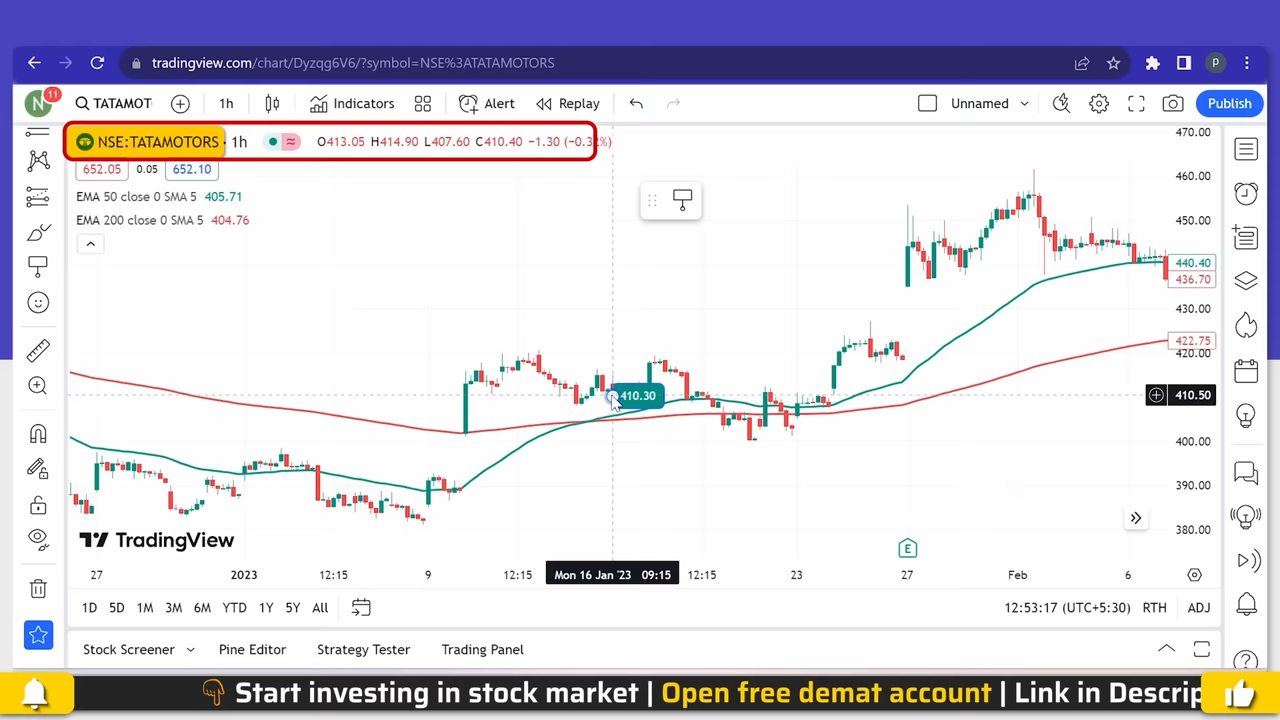 tradingview.com/chart/Dyzqg6V6/?symbol=NSE%3ATATAMOTORS
P
N
11
TATAMOT
1h
Indicators
Alert
Replay
Unnamed
Publish
NSE:TATAMOTORS · 1h
O413.05 H414.90 L407.60 C410.40 −1.30 (−0.32%)
652.05 0.05 652.10
EMA 50 close 0 SMA 5 405.71
EMA 200 close 0 SMA 5 404.76
470.00
460.00
450.00
440.40
436.70
430.00
422.75
420.00
410.30
410.50
400.00
390.00
380.00
TradingView
E
27 2023 12:15 9 12:15 Mon 16 Jan '23 09:15 12:15 23 27 Feb 6
1D 5D 1M 3M 6M YTD 1Y 5Y All
12:53:17 (UTC+5:30) RTH ADJ
Stock Screener Pine Editor Strategy Tester Trading Panel
Start investing in stock market | Open free demat account | Link in Descrip